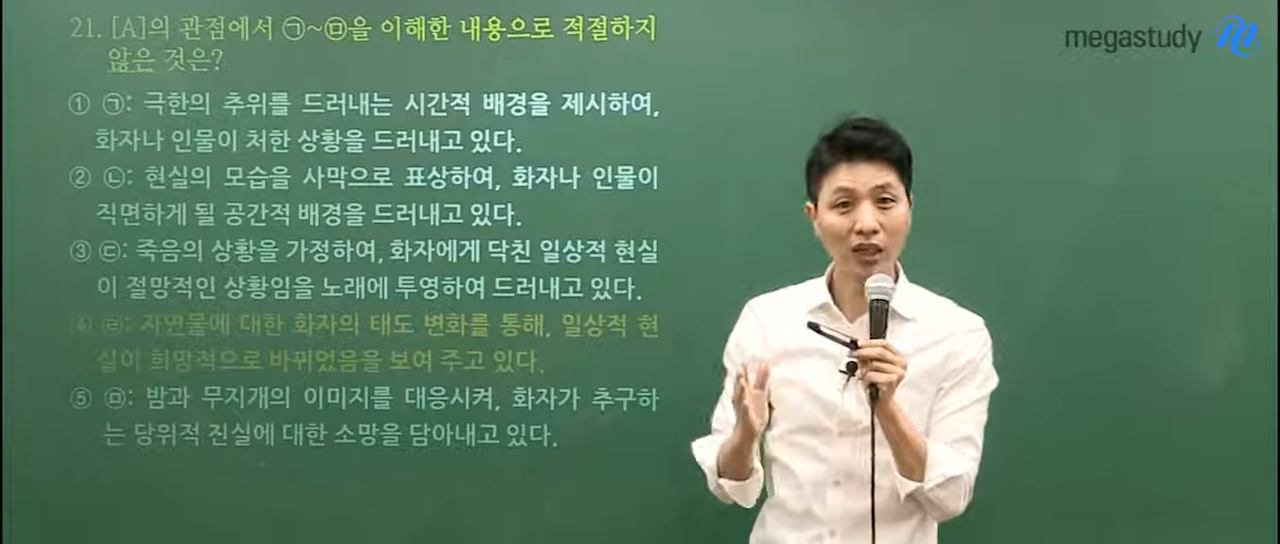 21. [A]의 관점에서 ㉠~㉤을 이해한 내용으로 적절하지
않은 것은?
① ㉠: 극한의 추위를 드러내는 시간적 배경을 제시하여,
화자나 인물이 처한 상황을 드러내고 있다.
② ㉡: 현실의 모습을 사막으로 표상하여, 화자나 인물이
직면하게 될 공간적 배경을 드러내고 있다.
③ ㉢: 죽음의 상황을 가정하여, 화자에게 닥친 일상적 현실
이 절망적인 상황임을 노래에 투영하여 드러내고 있다.
④ ㉣: 자연물에 대한 화자의 태도 변화를 통해, 일상적 현
실이 희망적으로 바뀌었음을 보여 주고 있다.
⑤ ㉤: 밤과 무지개의 이미지를 대응시켜, 화자가 추구하
는 당위적 진실에 대한 소망을 담아내고 있다.
megastudy